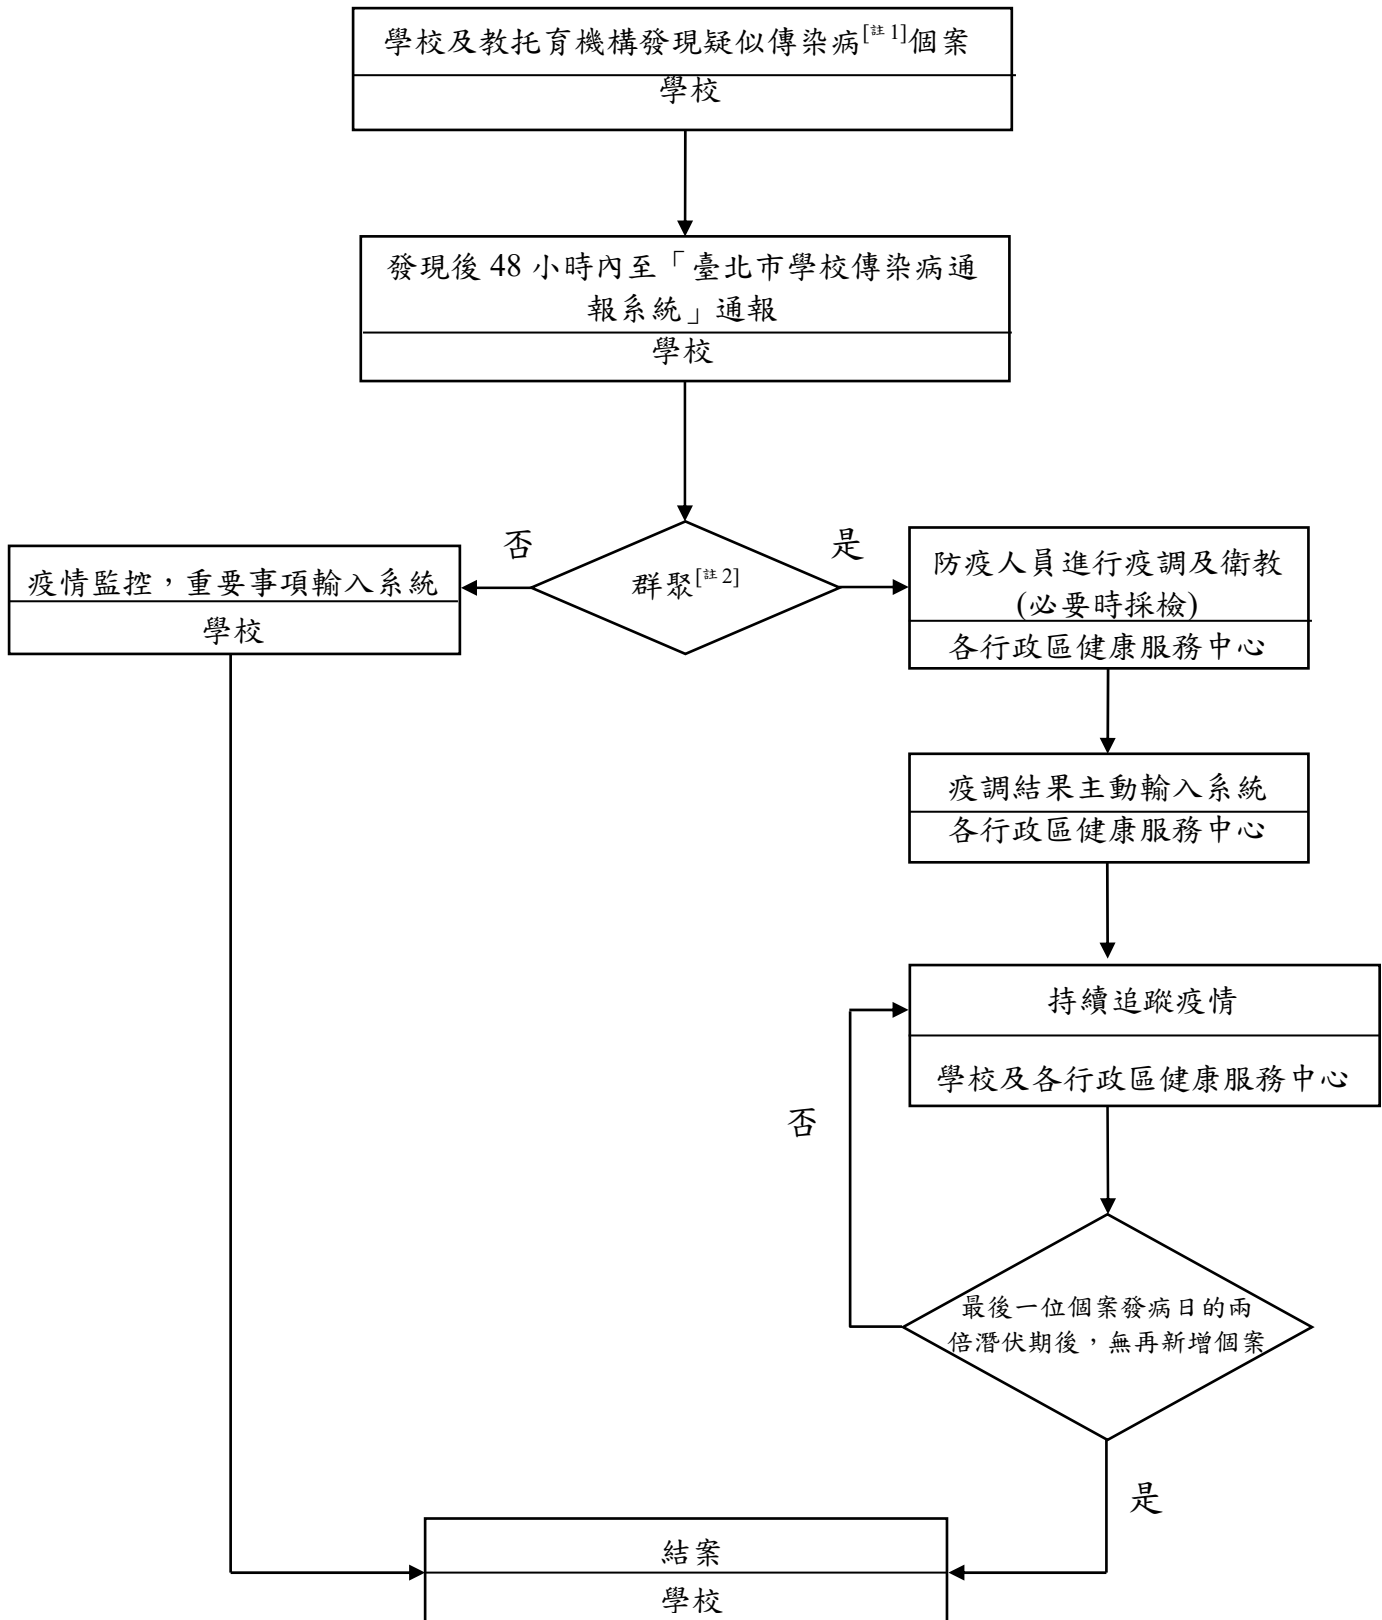 學校及教托育機構發現疑似傳染病[註 1]個案
學校
發現後 48 小時內至「臺北市學校傳染病通
報系統」通報
學校
否
是
群聚[註 2]
疫情監控，重要事項輸入系統
學校
防疫人員進行疫調及衛教
(必要時採檢)
各行政區健康服務中心
疫調結果主動輸入系統
各行政區健康服務中心
持續追蹤疫情
學校及各行政區健康服務中心
否
最後一位個案發病日的兩
倍潛伏期後，無再新增個案
是
結案
學校